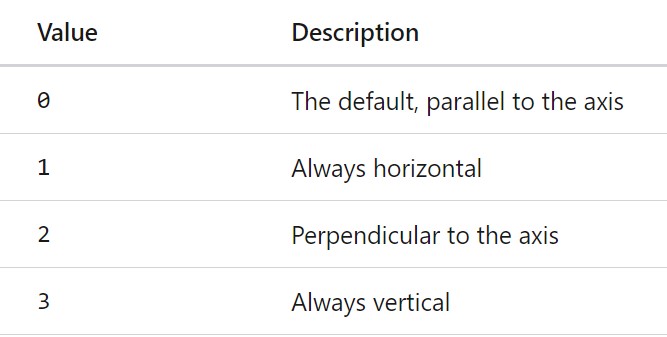 Value Description
0 The default, parallel to the axis
1 Always horizontal
2 Perpendicular to the axis
3 Always vertical